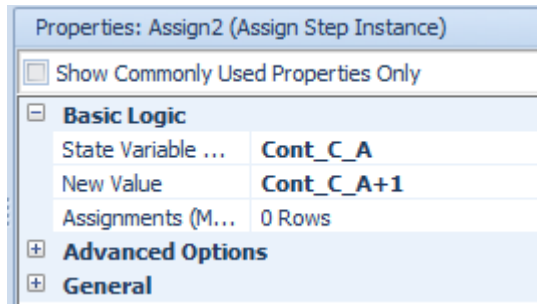 Properties: Assign2 (Assign Step Instance)
Show Commonly Used Properties Only
Basic Logic
State Variable ... Cont_C_A
New Value Cont_C_A+1
Assignments (M... 0 Rows
Advanced Options
General